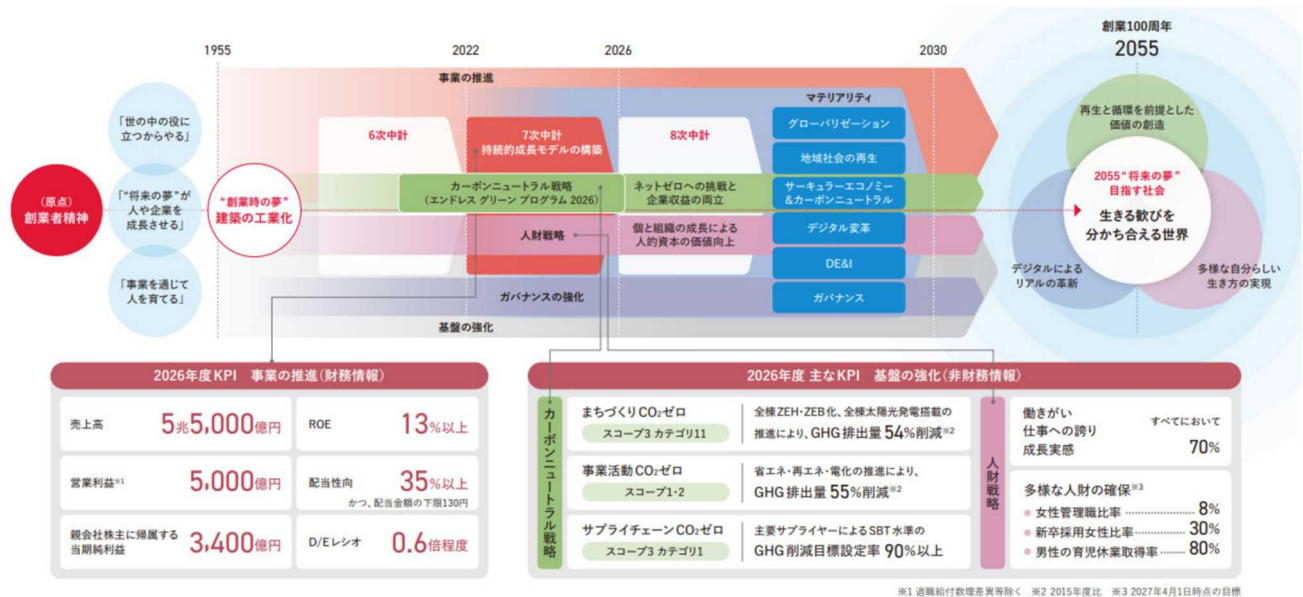 創業100周年
1955
2022
2026
2030
2055
事業の推進
マテリアリティ
「世の中の役に
立つからやる」
「“将来の夢”が
人や企業を
成長させる」
「事業を通じて
人を育てる」
(原点)
創業者精神
“創業時の夢”
建築の工業化
6次中計
7次中計
持続的成長モデルの構築
8次中計
カーボンニュートラル戦略
(エンドレス グリーン プログラム 2026)
ネットゼロへの挑戦と
企業収益の両立
人財戦略
個と組織の成長による
人的資本の価値向上
ガバナンスの強化
基盤の強化
グローバリゼーション
地域社会の再生
サーキュラーエコノミー
&カーボンニュートラル
デジタル変革
DE&I
ガバナンス
再生と循環を前提とした
価値の創造
2055“将来の夢”
目指す社会
生きる歓びを
分かち合える世界
デジタルによる
リアルの革新
多様な自分らしい
生き方の実現
2026年度KPI 事業の推進(財務情報)
売上高 5兆5,000億円
ROE 13%以上
営業利益※1 5,000億円
配当性向 35%以上
かつ、配当金額の下限130円
親会社株主に帰属する
当期純利益 3,400億円
D/Eレシオ 0.6倍程度
2026年度 主なKPI 基盤の強化(非財務情報)
カーボンニュートラル戦略
まちづくりCO₂ゼロ
スコープ3 カテゴリ11
全棟ZEH・ZEB化、全棟太陽光発電搭載の
推進により、GHG排出量54%削減※2
事業活動CO₂ゼロ
スコープ1・2
省エネ・再エネ・電化の推進により、
GHG排出量55%削減※2
サプライチェーンCO₂ゼロ
スコープ3 カテゴリ1
主要サプライヤーによるSBT水準の
GHG削減目標設定率90%以上
人財戦略
働きがい
仕事への誇り
成長実感
すべてにおいて
70%
多様な人財の確保※3
女性管理職比率 8%
新卒採用女性比率 30%
男性の育児休業取得率 80%
※1 退職給付数理差異等除く ※2 2015年度比 ※3 2027年4月1日時点の目標